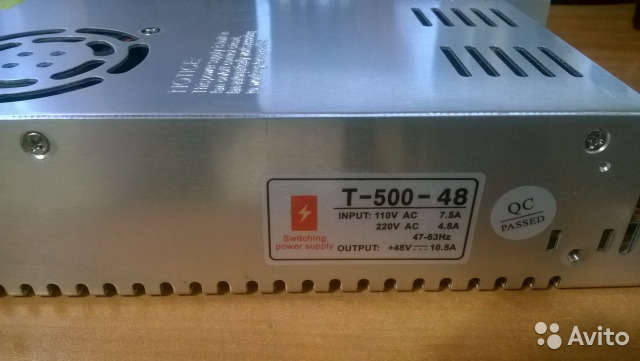 NOTICE
T-500-48
INPUT: 110V AC 7.5A
220V AC 4.8A
47-63Hz
OUTPUT: +48V 10.5A
Switching
power supply
QC
PASSED
Avito